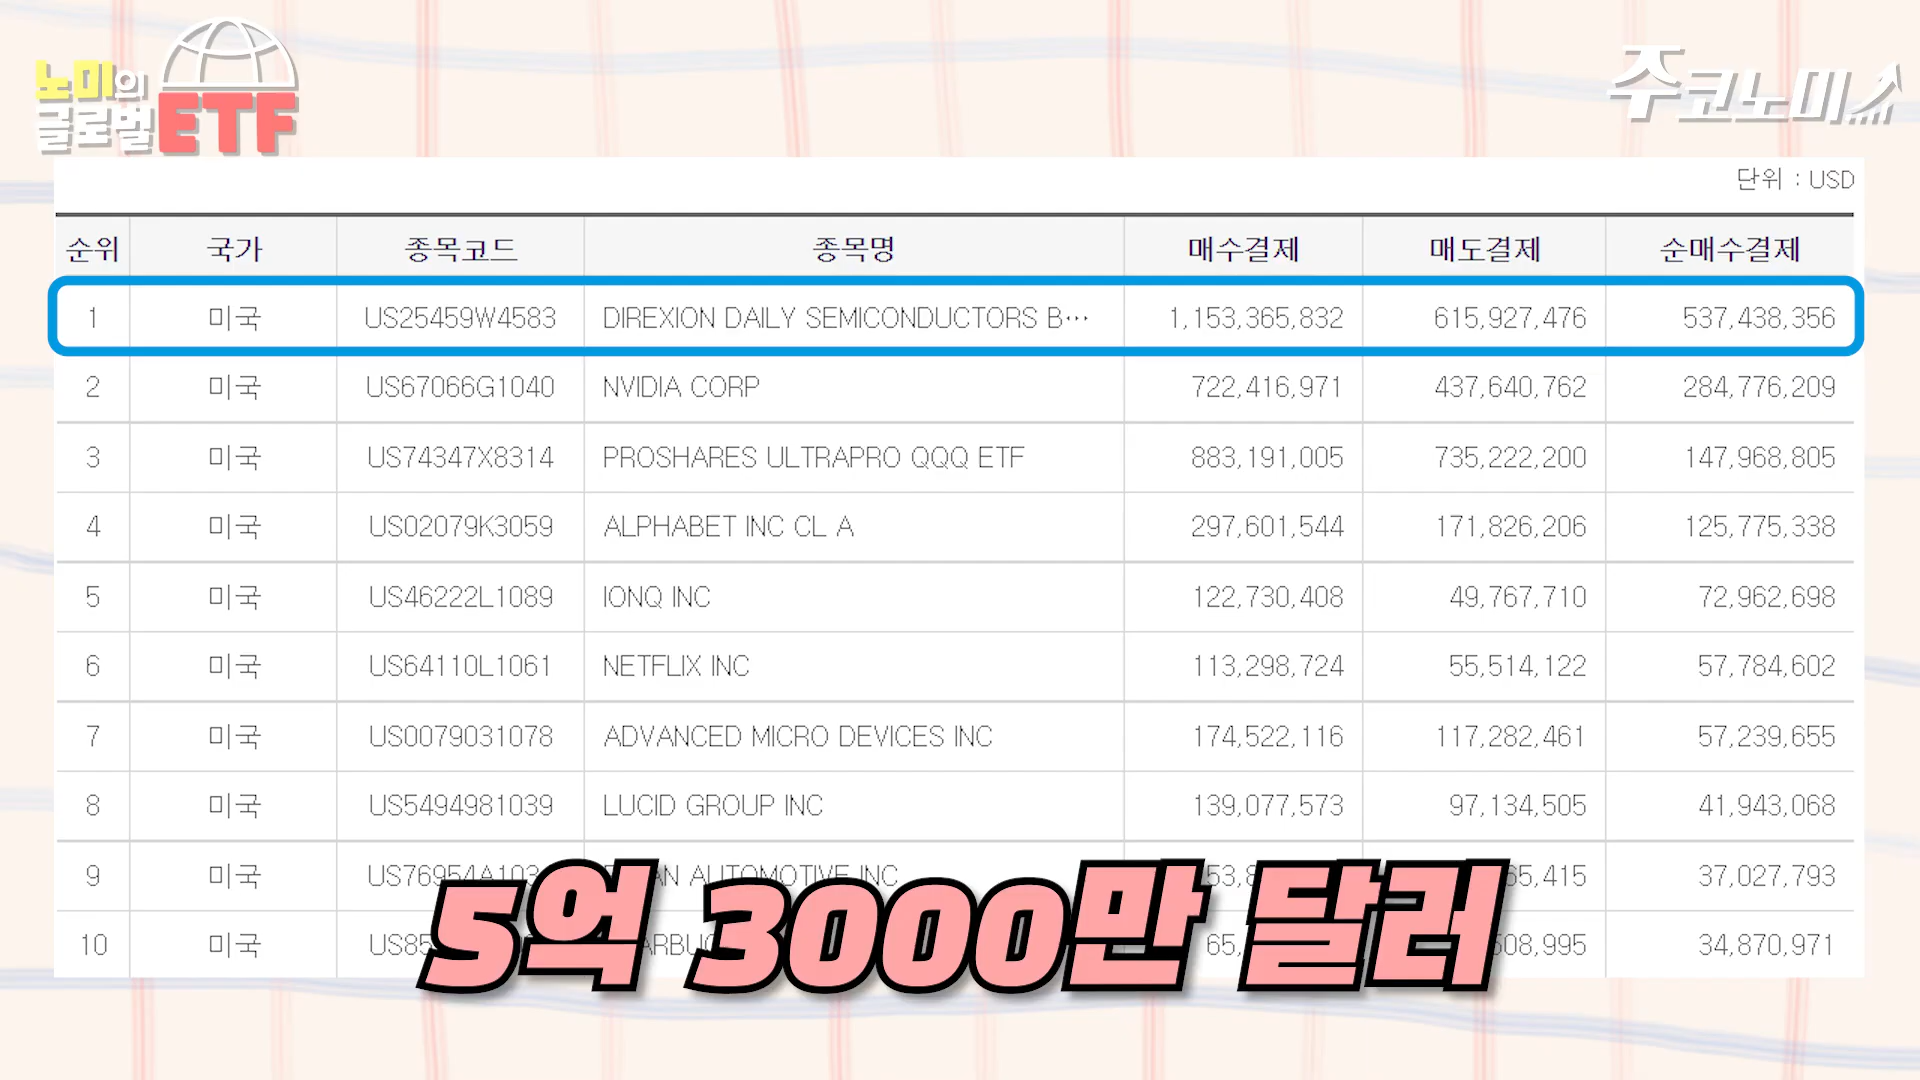 노미의
글로벌 ETF
주코노미
단위 : USD
순위 국가 종목코드 종목명 매수결제 매도결제 순매수결제
1 미국 US25459W4583 DIREXION DAILY SEMICONDUCTORS B… 1,153,365,832 615,927,476 537,438,356
2 미국 US67066G1040 NVIDIA CORP 722,416,971 437,640,762 284,776,209
3 미국 US74347X8314 PROSHARES ULTRAPRO QQQ ETF 883,191,005 735,222,200 147,968,805
4 미국 US02079K3059 ALPHABET INC CL A 297,601,544 171,826,206 125,775,338
5 미국 US46222L1089 IONQ INC 122,730,408 49,767,710 72,962,698
6 미국 US64110L1061 NETFLIX INC 113,298,724 55,514,122 57,784,602
7 미국 US0079031078 ADVANCED MICRO DEVICES INC 174,522,116 117,282,461 57,239,655
8 미국 US5494981039 LUCID GROUP INC 139,077,573 97,134,505 41,943,068
9 미국 AUTOMOTIVE INC 37,027,793
10 미국 34,870,971
5억 3000만 달러